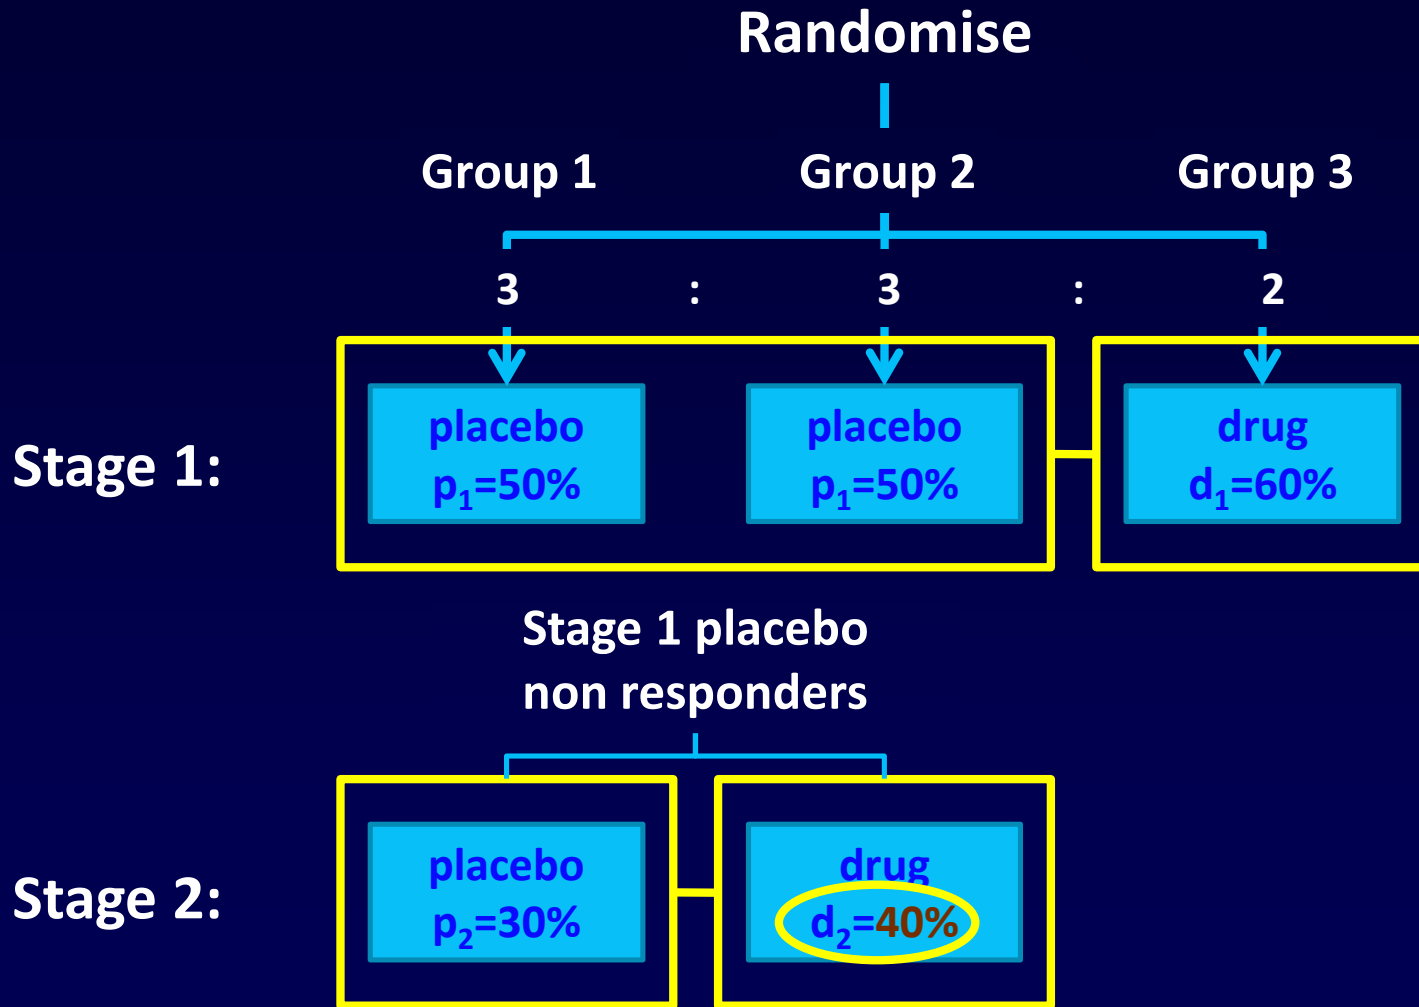 Randomise
Group 1 Group 2 Group 3
3 : 3 : 2
Stage 1:
placebo
p₁=50%
placebo
p₁=50%
drug
d₁=60%
Stage 1 placebo
non responders
Stage 2:
placebo
p₂=30%
drug
d₂=40%